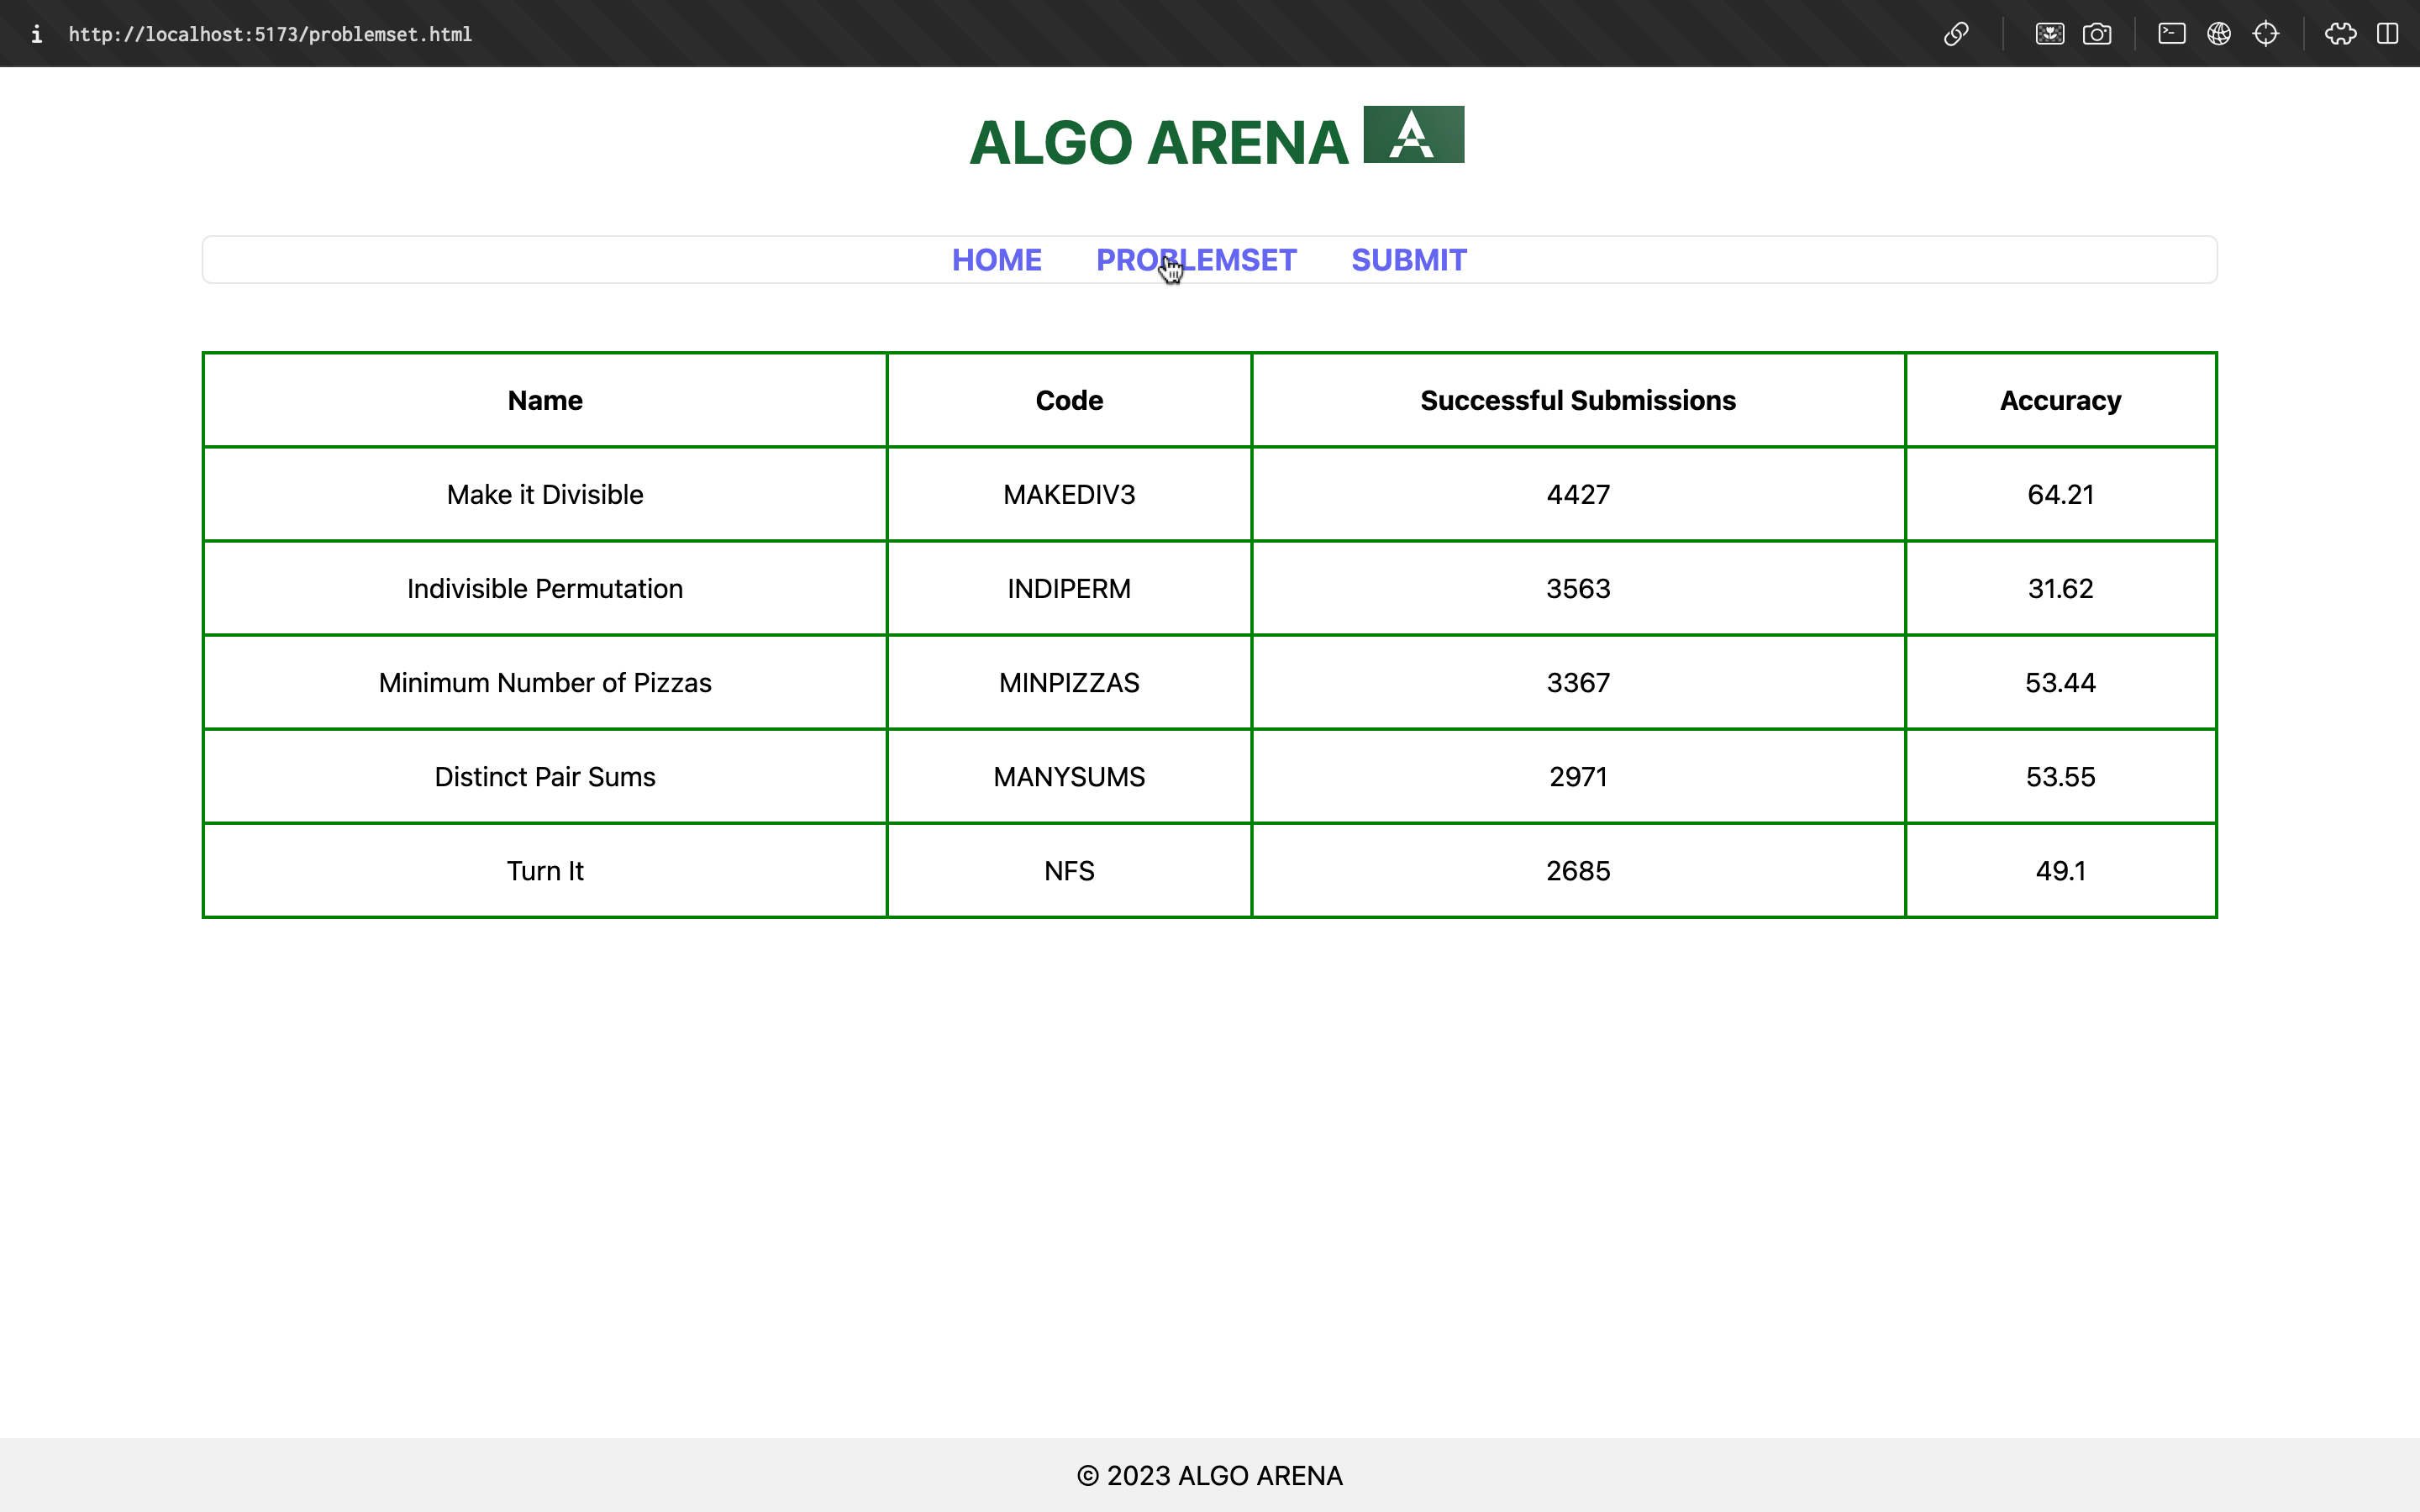 i http://localhost:5173/problemset.html
ALGO ARENA
HOME PROBLEMSET SUBMIT
Name Code Successful Submissions Accuracy
Make it Divisible MAKEDIV3 4427 64.21
Indivisible Permutation INDIPERM 3563 31.62
Minimum Number of Pizzas MINPIZZAS 3367 53.44
Distinct Pair Sums MANYSUMS 2971 53.55
Turn It NFS 2685 49.1
© 2023 ALGO ARENA